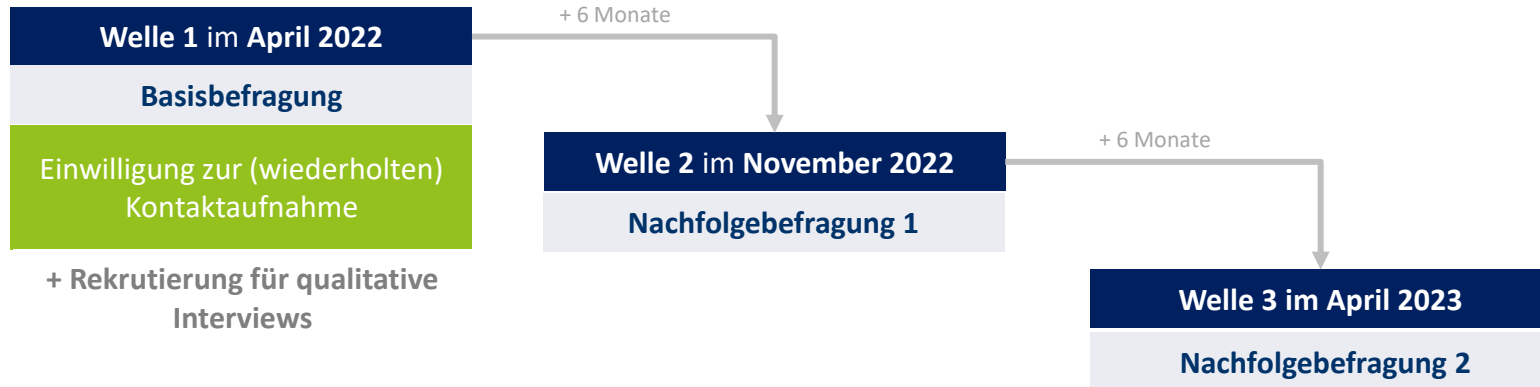 + 6 Monate
Welle 1 im April 2022
Basisbefragung
Einwilligung zur (wiederholten)
Kontaktaufnahme
+ Rekrutierung für qualitative
Interviews
+ 6 Monate
Welle 2 im November 2022
Nachfolgebefragung 1
Welle 3 im April 2023
Nachfolgebefragung 2